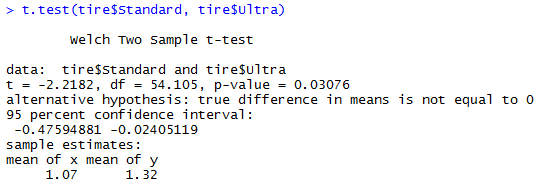 > t.test(tire$Standard, tire$Ultra)
Welch Two Sample t-test
data:  tire$Standard and tire$Ultra
t = -2.2182, df = 54.105, p-value = 0.03076
alternative hypothesis: true difference in means is not equal to 0
95 percent confidence interval:
 -0.47594881 -0.02405119
sample estimates:
mean of x mean of y
     1.07      1.32